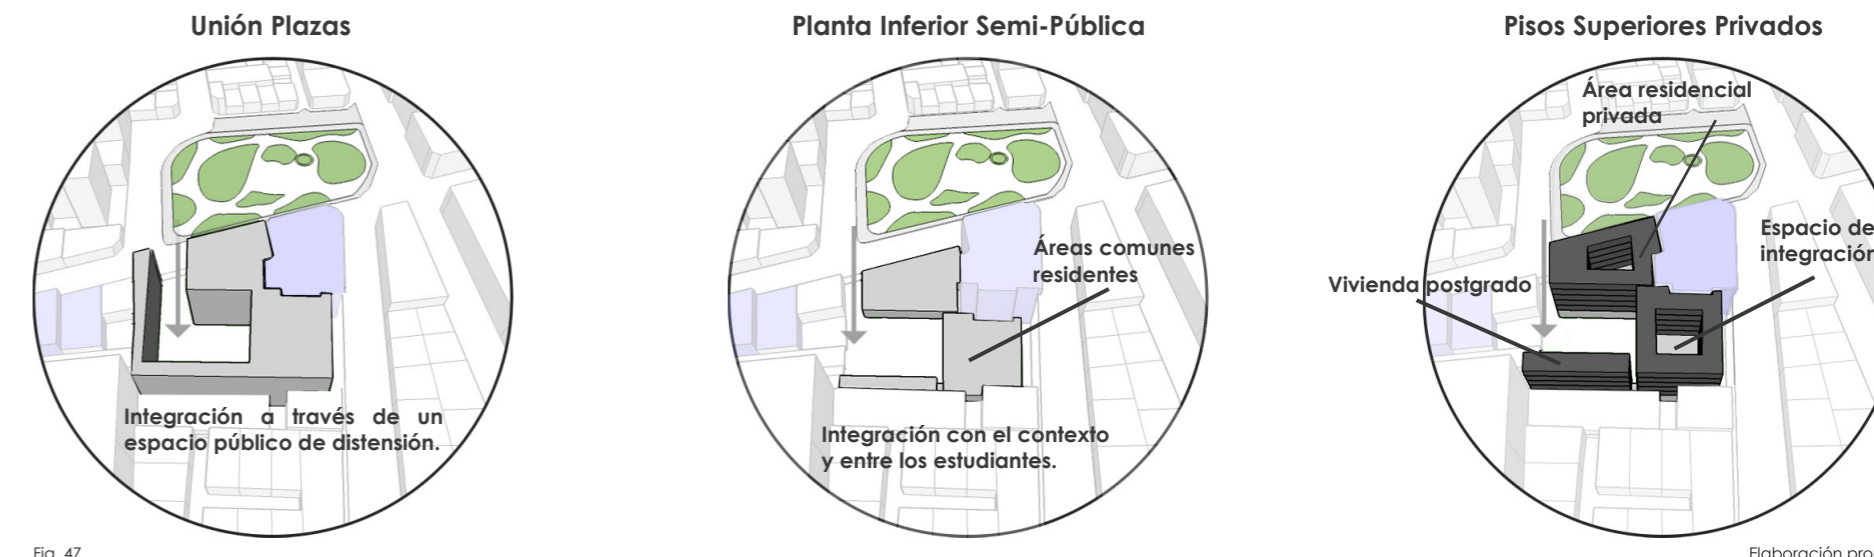 Unión Plazas
Integración a través de un
espacio público de distensión.
Planta Inferior Semi-Pública
Áreas comunes
residentes
Integración con el contexto
y entre los estudiantes.
Pisos Superiores Privados
Área residencial
privada
Espacio de
integración
Vivienda postgrado
Fig. 47
Elaboración